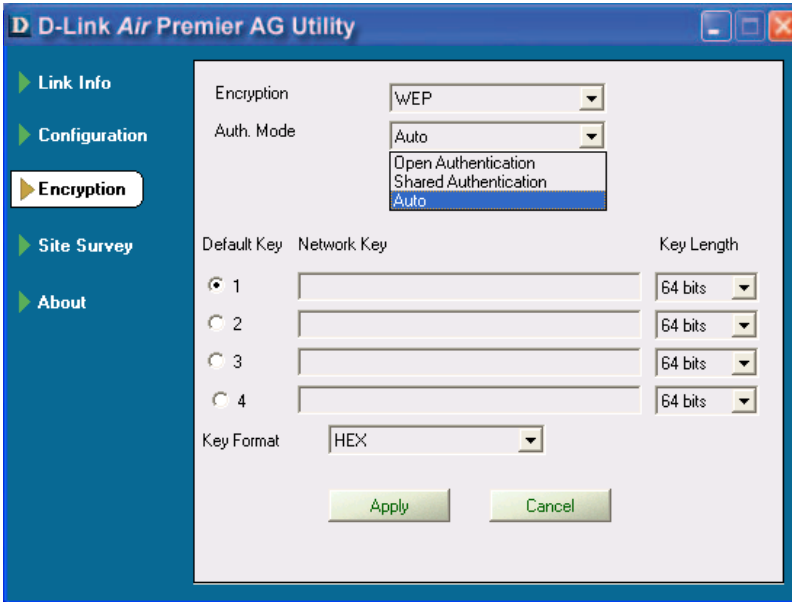 D D-Link Air Premier AG Utility
Link Info
Configuration
Encryption
Site Survey
About
Encryption WEP
Auth. Mode Auto
Open Authentication
Shared Authentication
Auto
Default Key Network Key Key Length
1 64 bits
2 64 bits
3 64 bits
4 64 bits
Key Format HEX
Apply Cancel